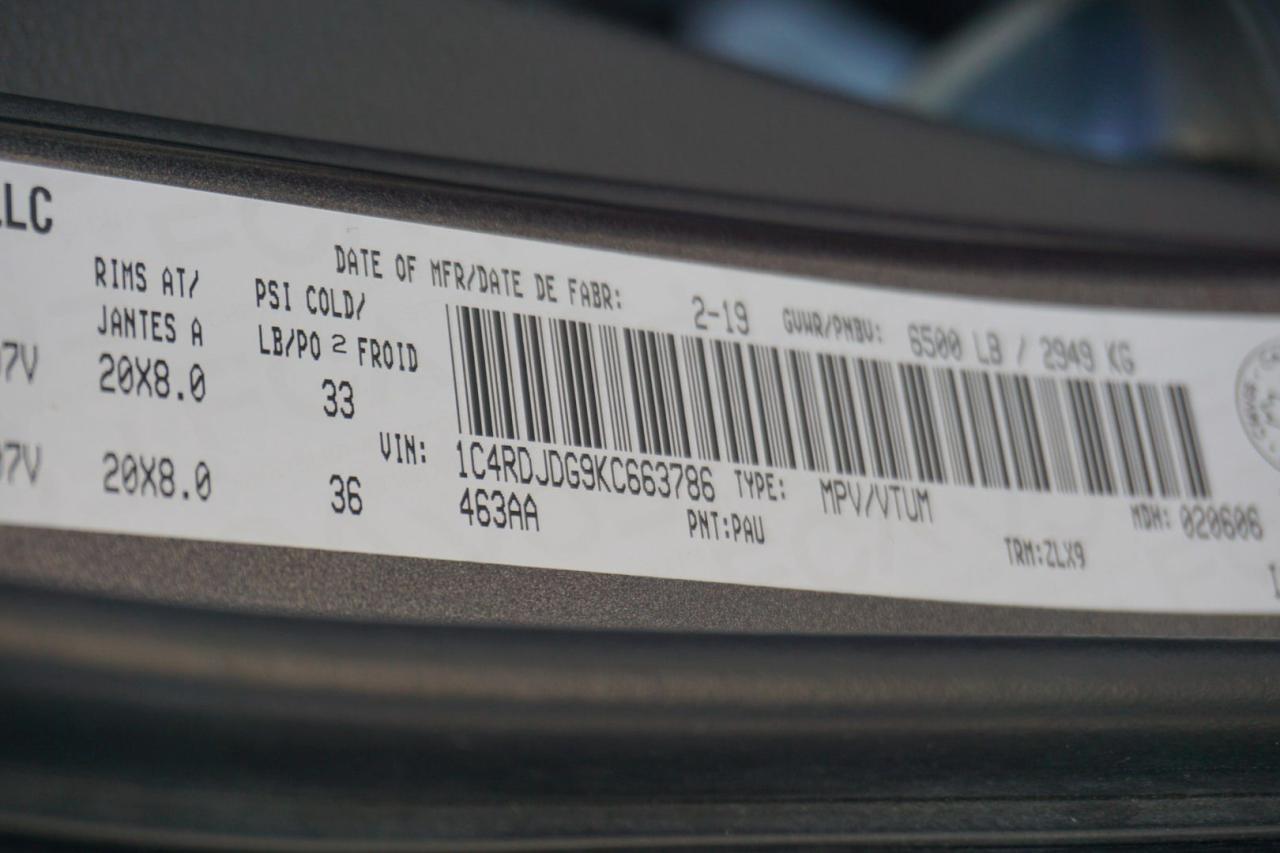 LLC
DATE OF MFR/DATE DE FABR: 2-19 GVWR/PNBV: 6500 LB / 2949 KG
RIMS AT/ PSI COLD/
JANTES A LB/PO 2 FROID
7V 20X8.0 33
VIN: 1C4RDJDG9KC663786 TYPE: MPV/VTUM MDH: 020606
7V 20X8.0 36 463AA PNT:PAU TRM:ZLX9